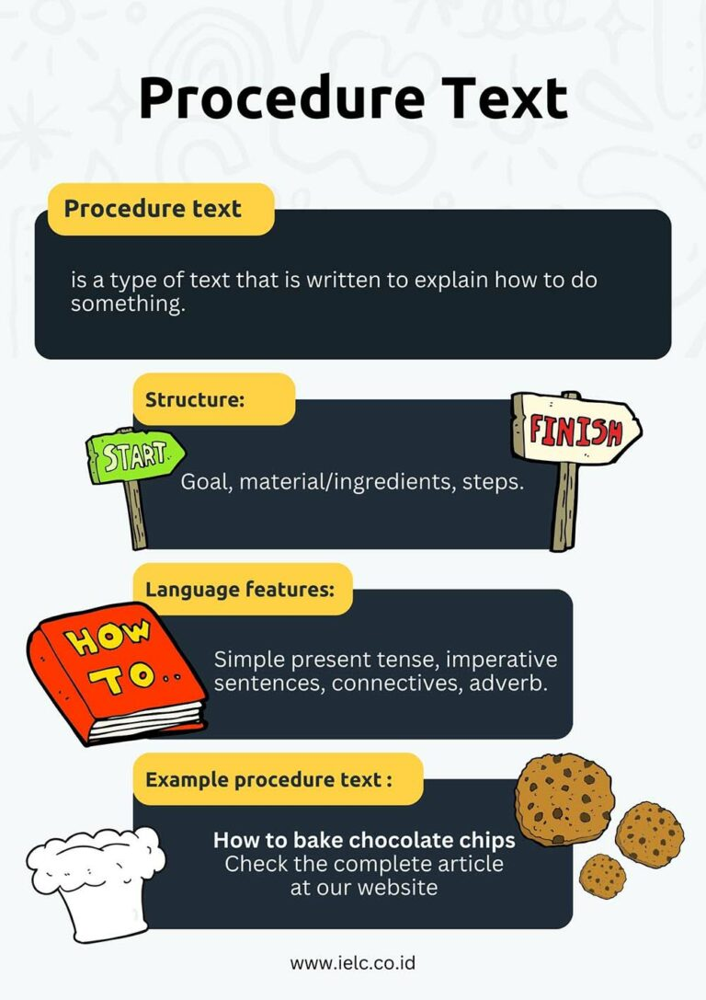 Procedure Text
Procedure text
is a type of text that is written to explain how to do
something.
Structure:
START
FINISH
Goal, material/ingredients, steps.
Language features:
HOW
TO..
Simple present tense, imperative
sentences, connectives, adverb.
Example procedure text :
How to bake chocolate chips
Check the complete article
at our website
www.ielc.co.id